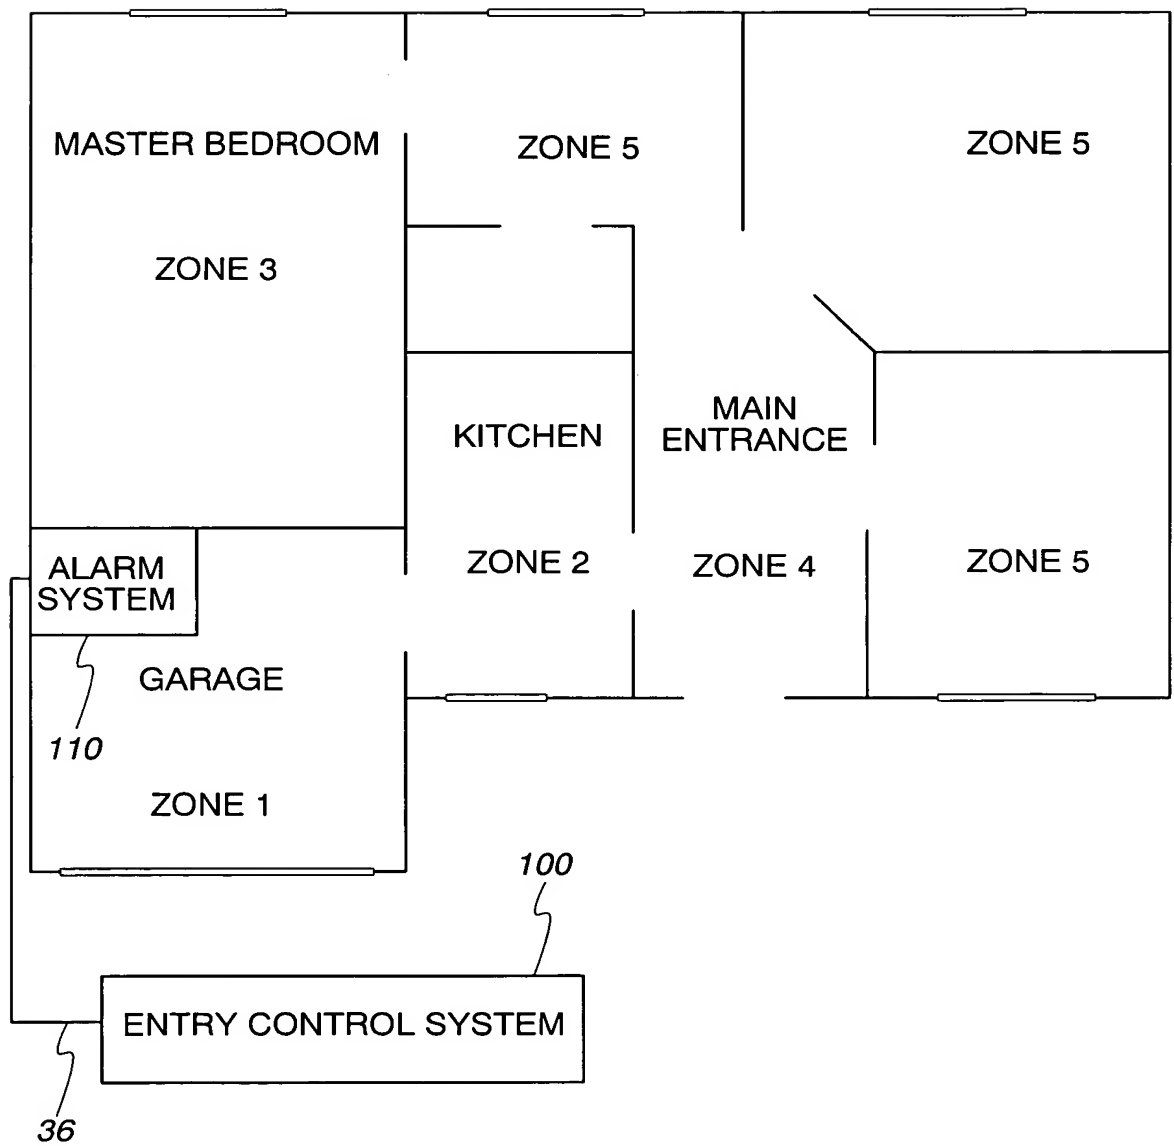 MASTER BEDROOM
ZONE 3
ZONE 5
ZONE 5
KITCHEN
ZONE 2
MAIN
ENTRANCE
ZONE 4
ZONE 5
ALARM
SYSTEM
110
GARAGE
ZONE 1
100
ENTRY CONTROL SYSTEM
36